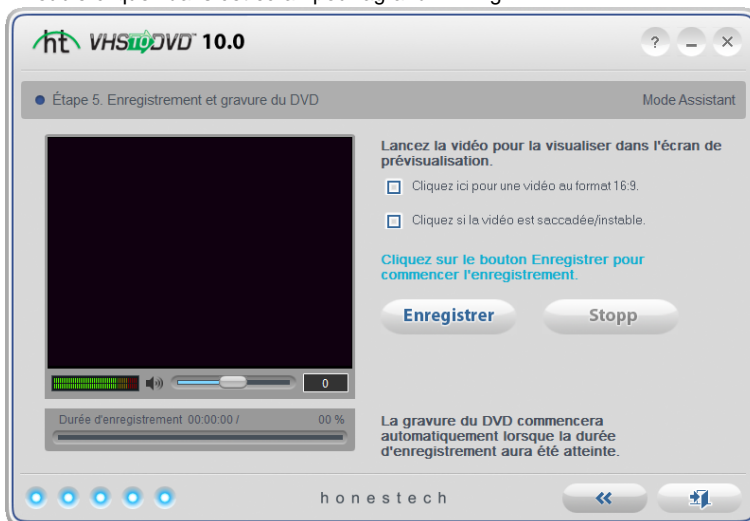 ht VHSTODVD™ 10.0
? – ×
Étape 5. Enregistrement et gravure du DVD
Mode Assistant
Lancez la vidéo pour la visualiser dans l'écran de
prévisualisation.
Cliquez ici pour une vidéo au format 16:9.
Cliquez si la vidéo est saccadée/instable.
Cliquez sur le bouton Enregistrer pour
commencer l'enregistrement.
Enregistrer
Stopp
0
Durée d'enregistrement 00:00:00 /
00 %
La gravure du DVD commencera
automatiquement lorsque la durée
d'enregistrement aura été atteinte.
honestech
«